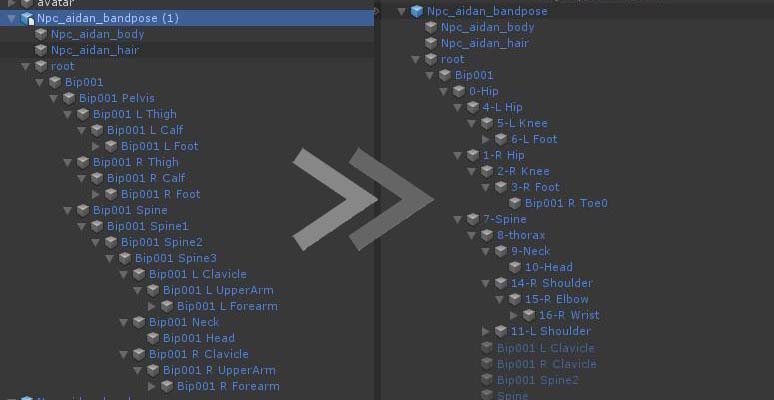 avatar
Npc_aidan_bandpose (1)
Npc_aidan_body
Npc_aidan_hair
root
Bip001
Bip001 Pelvis
Bip001 L Thigh
Bip001 L Calf
Bip001 L Foot
Bip001 R Thigh
Bip001 R Calf
Bip001 R Foot
Bip001 Spine
Bip001 Spine1
Bip001 Spine2
Bip001 Spine3
Bip001 L Clavicle
Bip001 L UpperArm
Bip001 L Forearm
Bip001 Neck
Bip001 Head
Bip001 R Clavicle
Bip001 R UpperArm
Bip001 R Forearm
Npc_aidan_bandpose
Npc_aidan_body
Npc_aidan_hair
root
Bip001
0-Hip
4-L Hip
5-L Knee
6-L Foot
1-R Hip
2-R Knee
3-R Foot
Bip001 R Toe0
7-Spine
8-thorax
9-Neck
10-Head
14-R Shoulder
15-R Elbow
16-R Wrist
11-L Shoulder
Bip001 L Clavicle
Bip001 R Clavicle
Bip001 Spine2
Spine